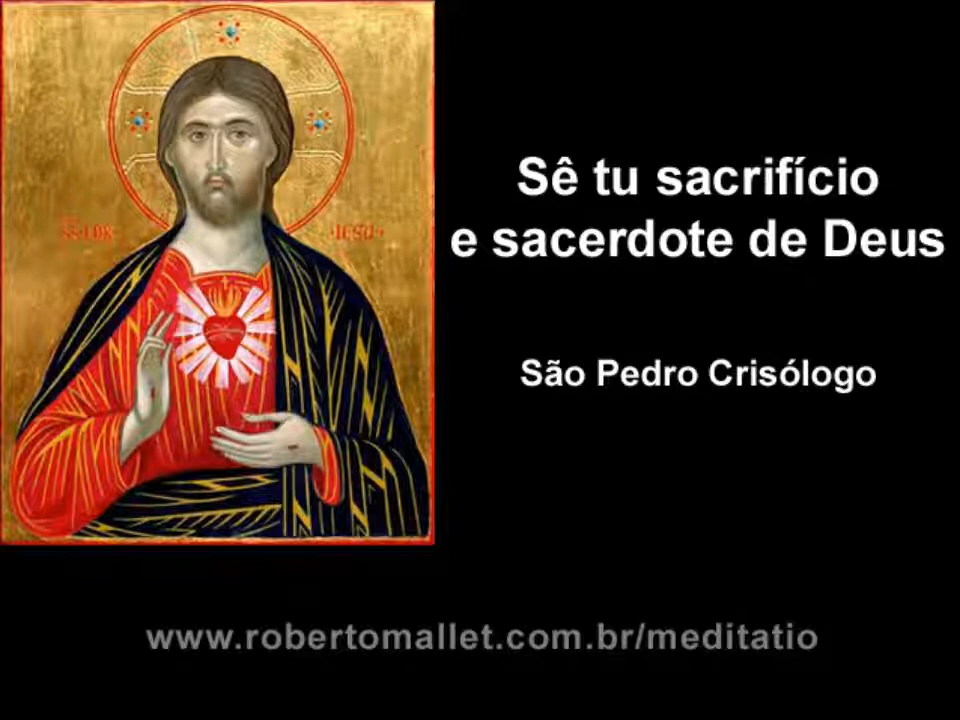 Sê tu sacrifício
e sacerdote de Deus
São Pedro Crisólogo
www.robertomallet.com.br/meditatio